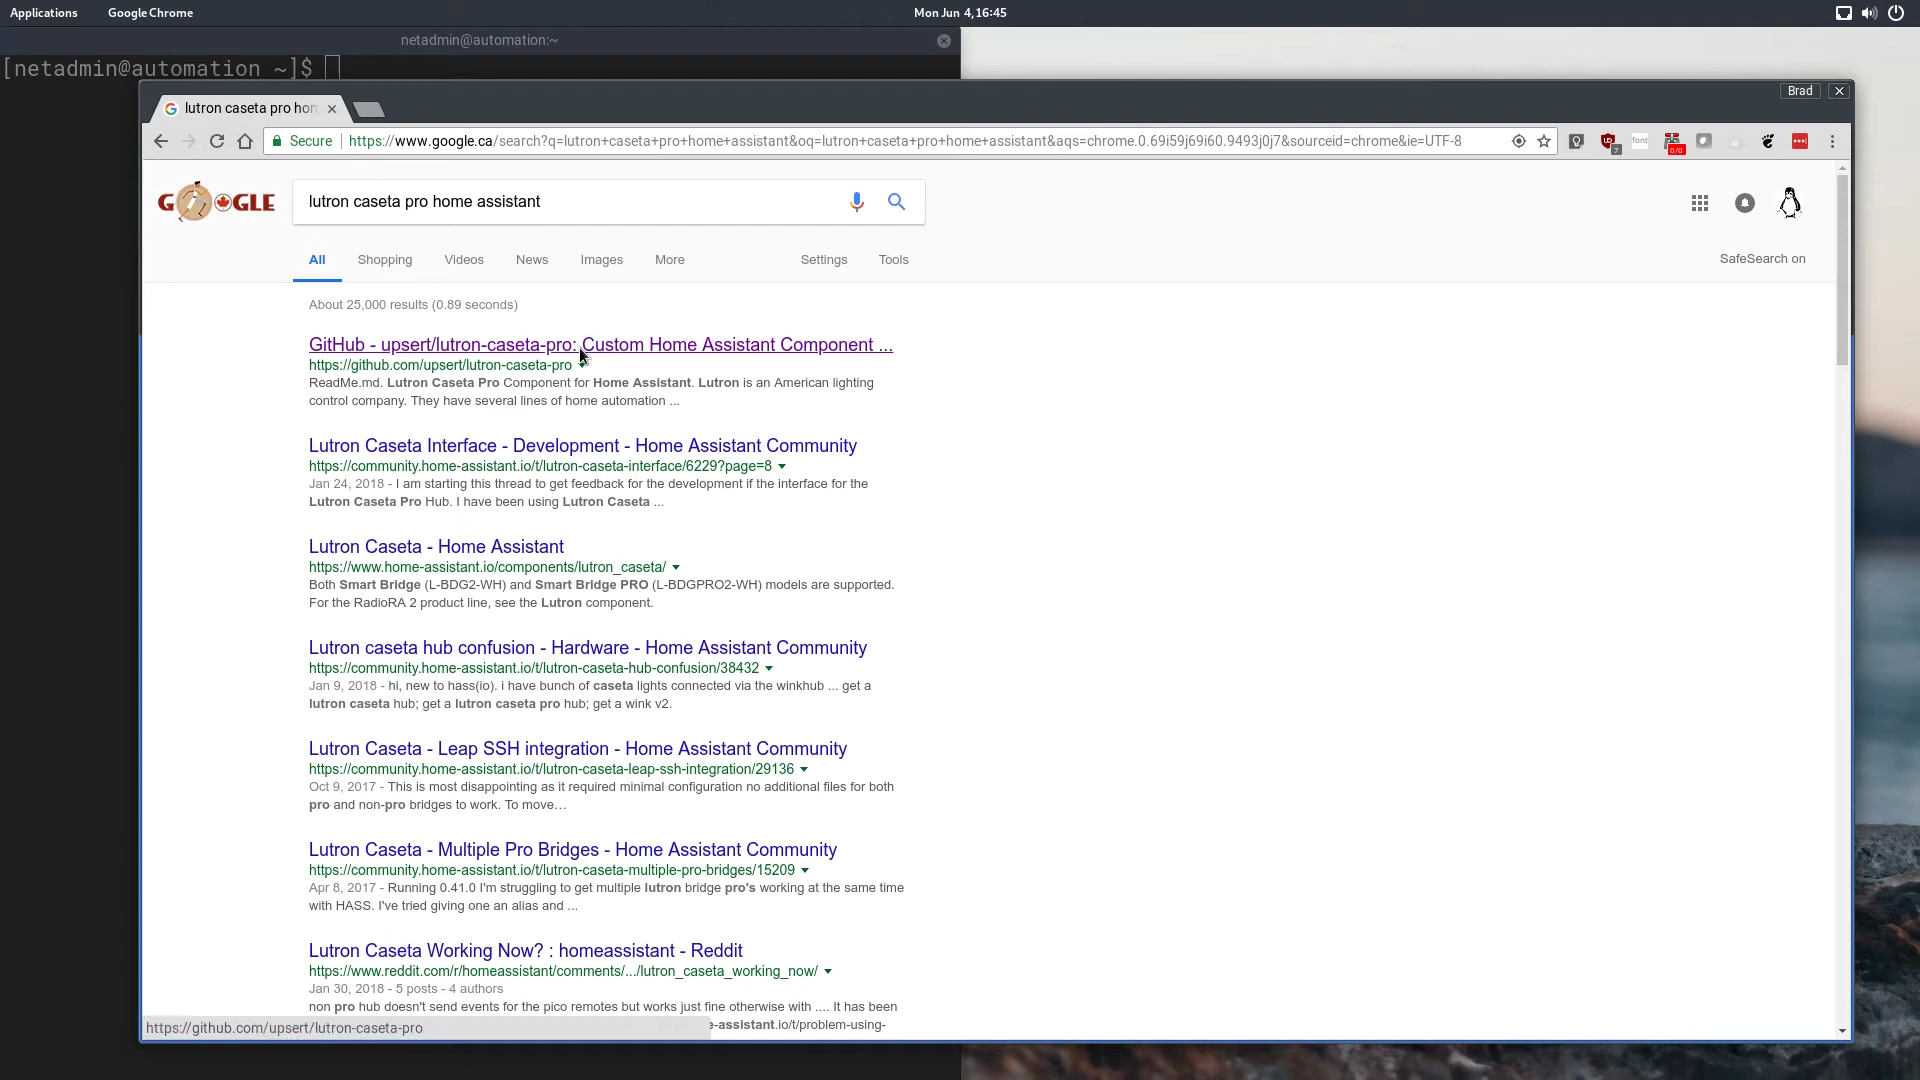 Applications Google Chrome Mon Jun 4, 16:45
netadmin@automation:~
[netadmin@automation ~]$
Brad
lutron caseta pro hom
Secure https://www.google.ca/search?q=lutron+caseta+pro+home+assistant&oq=lutron+caseta+pro+home+assistant&aqs=chrome.0.69i59j69i60.9493j0j7&sourceid=chrome&ie=UTF-8
7
font
0/0
GOOGLE
lutron caseta pro home assistant
All Shopping Videos News Images More Settings Tools SafeSearch on
About 25,000 results (0.89 seconds)
GitHub - upsert/lutron-caseta-pro: Custom Home Assistant Component ...
https://github.com/upsert/lutron-caseta-pro
ReadMe.md. Lutron Caseta Pro Component for Home Assistant. Lutron is an American lighting
control company. They have several lines of home automation ...
Lutron Caseta Interface - Development - Home Assistant Community
https://community.home-assistant.io/t/lutron-caseta-interface/6229?page=8
Jan 24, 2018 - I am starting this thread to get feedback for the development if the interface for the
Lutron Caseta Pro Hub. I have been using Lutron Caseta ...
Lutron Caseta - Home Assistant
https://www.home-assistant.io/components/lutron_caseta/
Both Smart Bridge (L-BDG2-WH) and Smart Bridge PRO (L-BDGPRO2-WH) models are supported.
For the RadioRA 2 product line, see the Lutron component.
Lutron caseta hub confusion - Hardware - Home Assistant Community
https://community.home-assistant.io/t/lutron-caseta-hub-confusion/38432
Jan 9, 2018 - hi, new to hass(io). i have bunch of caseta lights connected via the winkhub ... get a
lutron caseta hub; get a lutron caseta pro hub; get a wink v2.
Lutron Caseta - Leap SSH integration - Home Assistant Community
https://community.home-assistant.io/t/lutron-caseta-leap-ssh-integration/29136
Oct 9, 2017 - This is most disappointing as it required minimal configuration no additional files for both
pro and non-pro bridges to work. To move…
Lutron Caseta - Multiple Pro Bridges - Home Assistant Community
https://community.home-assistant.io/t/lutron-caseta-multiple-pro-bridges/15209
Apr 8, 2017 - Running 0.41.0 I'm struggling to get multiple lutron bridge pro's working at the same time
with HASS. I've tried giving one an alias and ...
Lutron Caseta Working Now? : homeassistant - Reddit
https://www.reddit.com/r/homeassistant/comments/.../lutron_caseta_working_now/
Jan 30, 2018 - 5 posts - 4 authors
non pro hub doesn't send events for the pico remotes but works just fine otherwise with .... It has been
e-assistant.io/t/problem-using-
https://github.com/upsert/lutron-caseta-pro